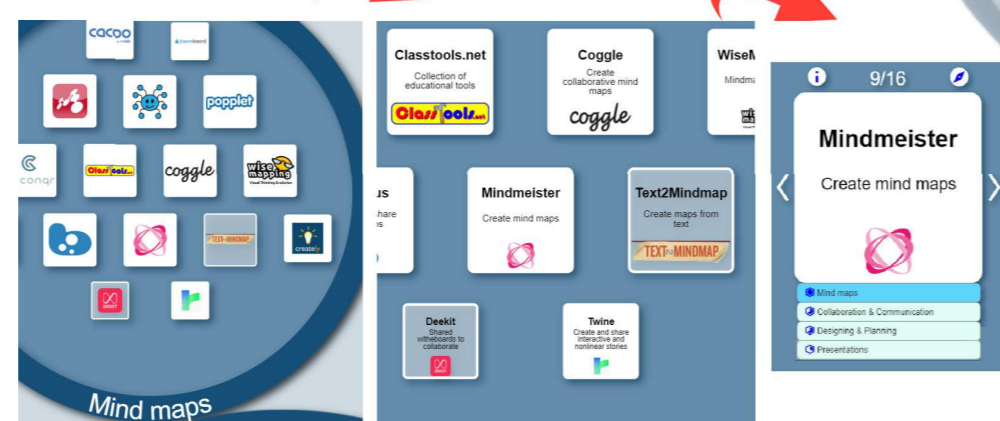 cacoo
popplet
conqr
ClassTools.net
coggle
wise
mapping
Visual Thinking Evolution
TEXT2MINDMAP
creately
DEEKIT
Mind maps
Classtools.net
Collection of
educational tools
ClassTools.net
Coggle
Create
collaborative mind
maps
coggle
WiseM
Mindma
us
share
Mindmeister
Create mind maps
Text2Mindmap
Create maps from
text
TEXT2MINDMAP
Deekit
Shared
witheboards to
collaborate
Twine
Create and share
interactive and
nonlinear stories
9/16
Mindmeister
Create mind maps
Mind maps
Collaboration & Communication
Designing & Planning
Presentations